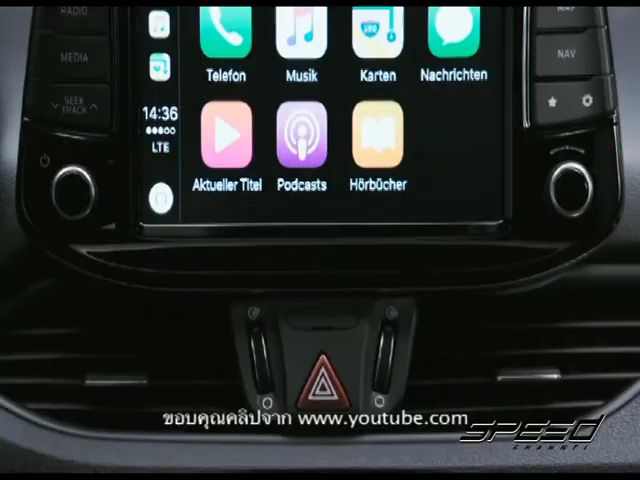 RADIO
MAP
Telefon
Musik
Karten
Nachrichten
MEDIA
NAV
14:36
LTE
SEEK
TRACK
Aktueller Titel
Podcasts
Hörbücher
ขอบคุณคลิปจาก www.youtube.com
SPEED
CHANNEL